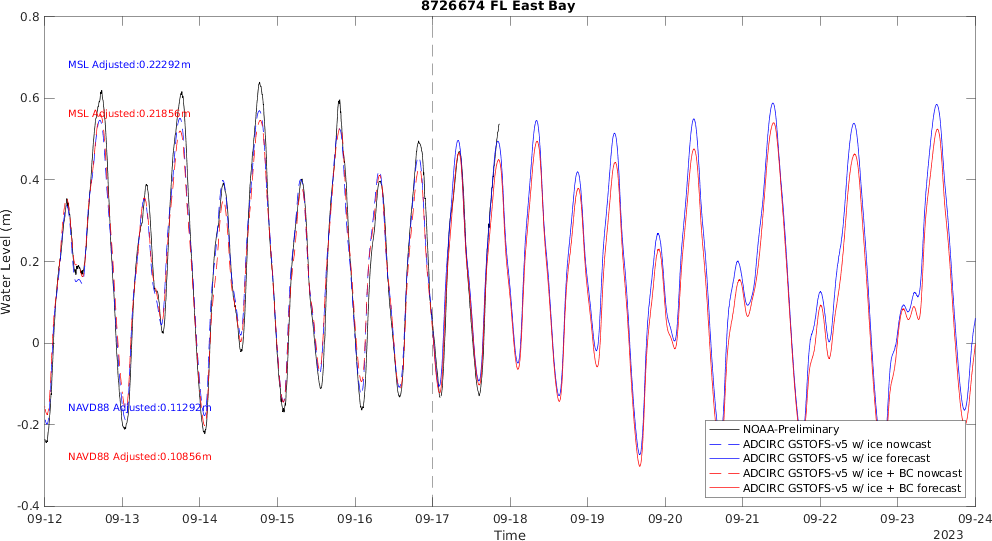 8726674 FL East Bay
0.8
0.6
0.4
0.2
0
-0.2
-0.4
Water Level (m)
MSL Adjusted:0.22292m
MSL Adjusted:0.21856m
NAVD88 Adjusted:0.11292m
NAVD88 Adjusted:0.10856m
NOAA-Preliminary
ADCIRC GSTOFS-v5 w/ ice nowcast
ADCIRC GSTOFS-v5 w/ ice forecast
ADCIRC GSTOFS-v5 w/ ice + BC nowcast
ADCIRC GSTOFS-v5 w/ ice + BC forecast
09-12 09-13 09-14 09-15 09-16 09-17 09-18 09-19 09-20 09-21 09-22 09-23 09-24
Time
2023